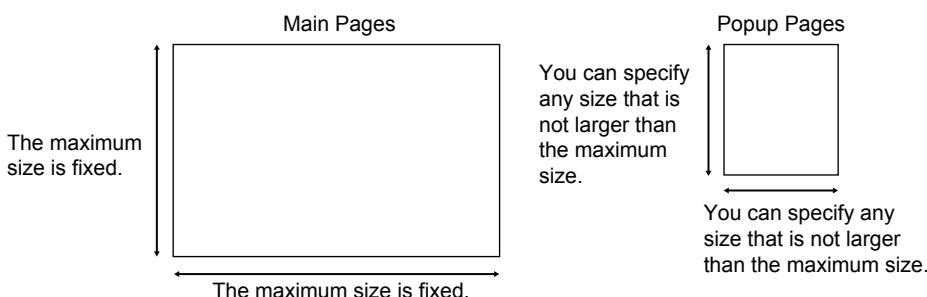 Main Pages
The maximum
size is fixed.
The maximum size is fixed.
Popup Pages
You can specify
any size that is
not larger than
the maximum
size.
You can specify any
size that is not larger
than the maximum size.